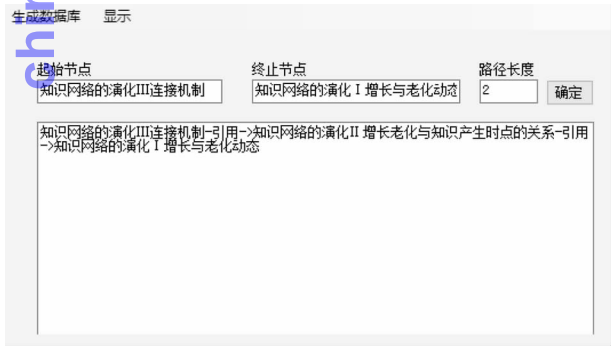 生成数据库 显示
起始节点 终止节点 路径长度
知识网络的演化III连接机制 知识网络的演化Ⅰ增长与老化动态 2 确定
知识网络的演化III连接机制-引用->知识网络的演化II增长老化与知识产生时点的关系-引用
->知识网络的演化Ⅰ增长与老化动态
chin